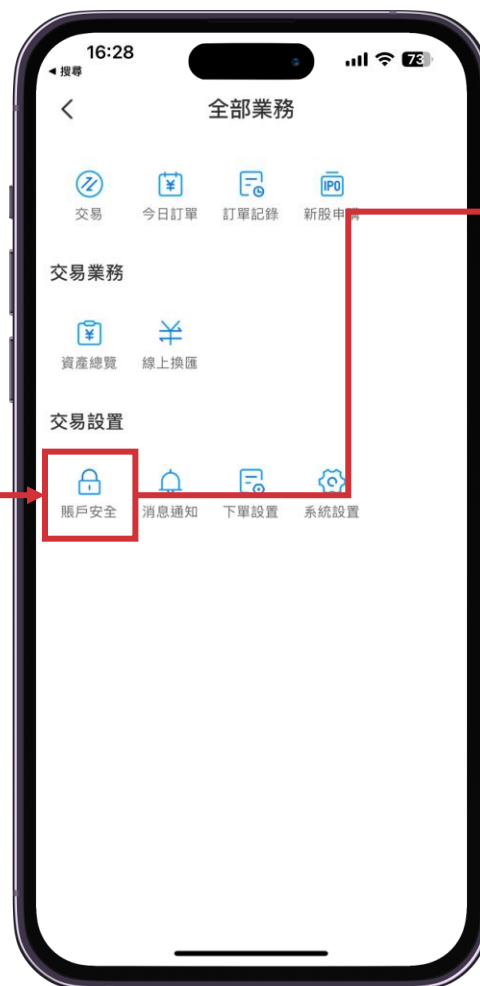 16:28
73
◀ 搜尋
全部業務
IPO
交易 今日訂單 訂單記錄 新股申購
交易業務
資產總覽 線上換匯
交易設置
賬戶安全 消息通知 下單設置 系統設置